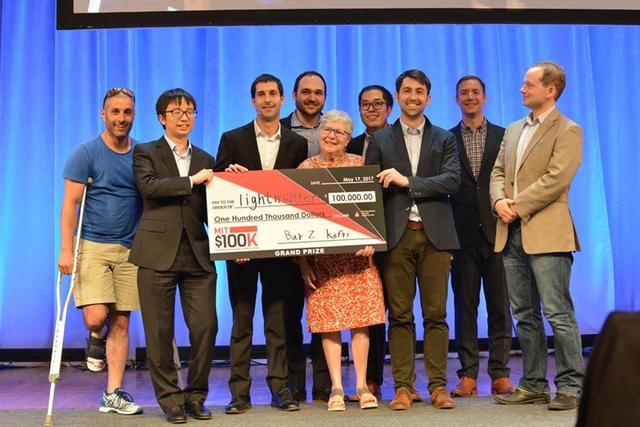 DATE May 17, 2017
PAY TO THE ORDER OF lightmatter $ 100,000.00
One Hundred Thousand Dollars DOLLARS
MIT
$100K
Bar Z Kafri
GRAND PRIZE